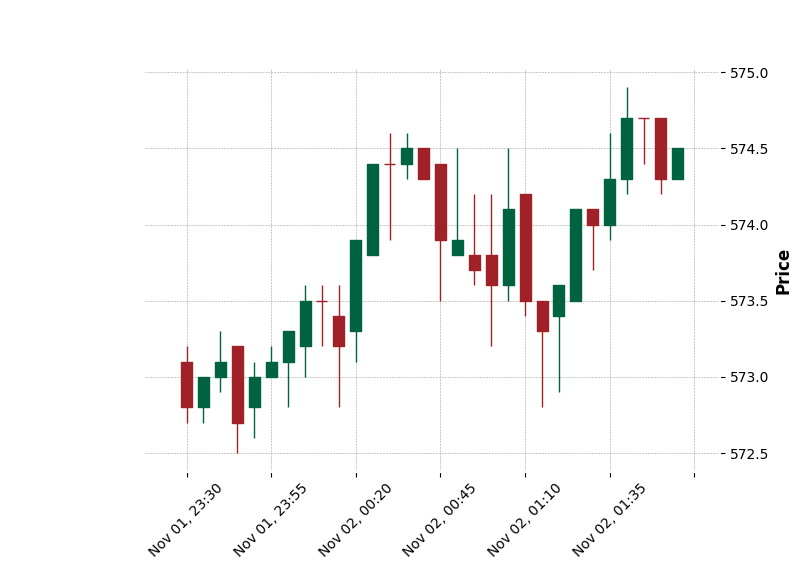 575.0
574.5
574.0
573.5
573.0
572.5
Price
Nov 01, 23:30
Nov 01, 23:55
Nov 02, 00:20
Nov 02, 00:45
Nov 02, 01:10
Nov 02, 01:35